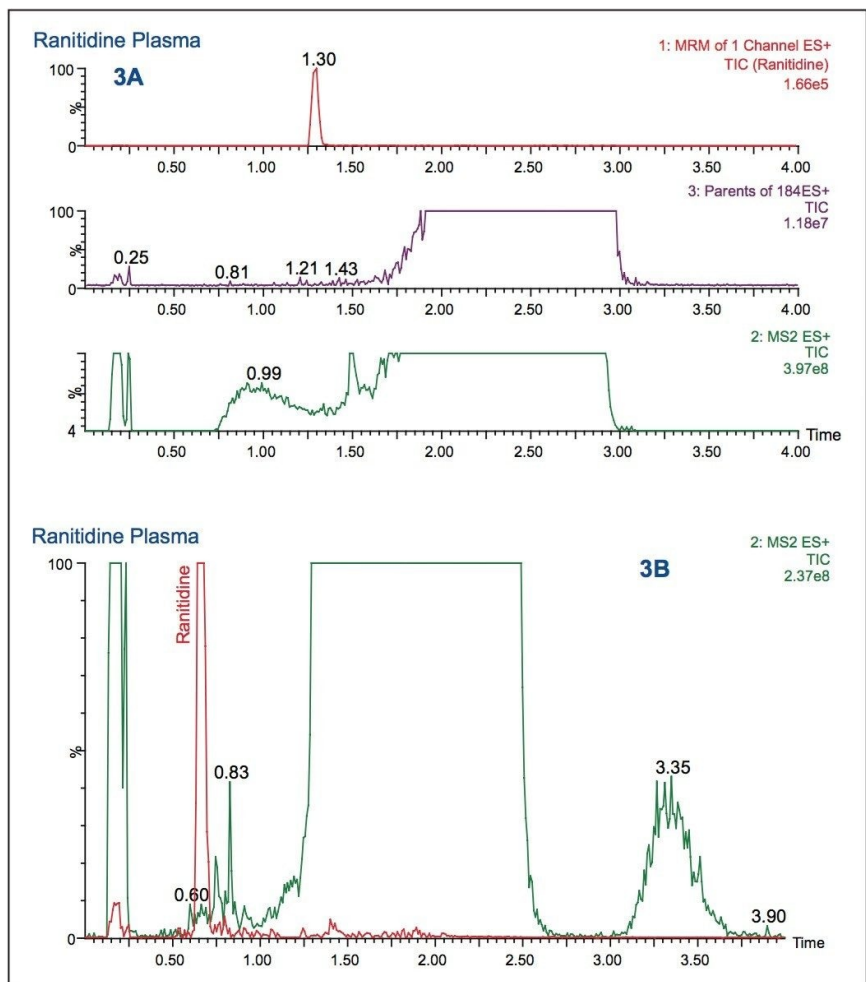 Ranitidine Plasma
3A
1: MRM of 1 Channel ES+
TIC (Ranitidine)
1.66e5
1.30
100
%
0
0.50 1.00 1.50 2.00 2.50 3.00 3.50 4.00
3: Parents of 184ES+
TIC
1.18e7
100
%
0
0.25 0.81 1.21 1.43
0.50 1.00 1.50 2.00 2.50 3.00 3.50 4.00
2: MS2 ES+
TIC
3.97e8
0.99
%
4
Time
0.50 1.00 1.50 2.00 2.50 3.00 3.50 4.00
Ranitidine Plasma
3B
2: MS2 ES+
TIC
2.37e8
100
Ranitidine
%
0.83
3.35
0.60
3.90
0
Time
0.50 1.00 1.50 2.00 2.50 3.00 3.50